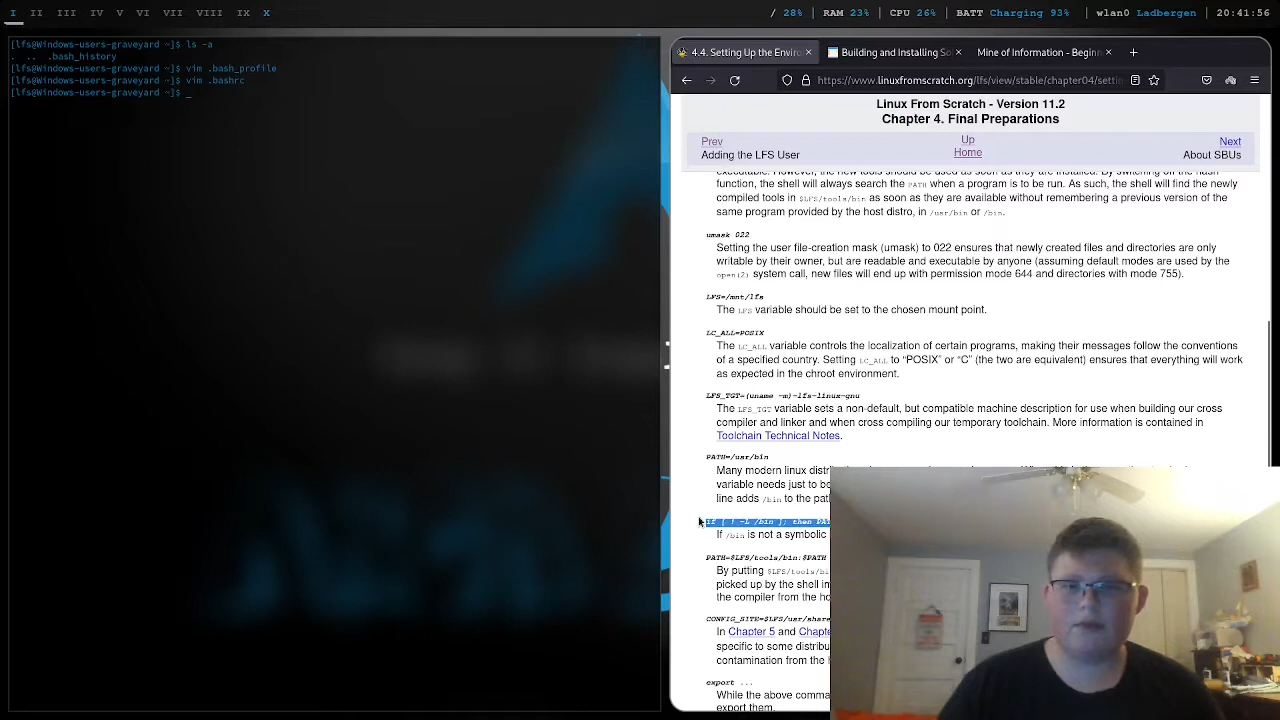 I II III IV V VI VII VIII IX X
/ 28% | RAM 23% | CPU 26% | BATT Charging 93% | wlan0 Ladbergen | 20:41:56
[lfs@Windows-users-graveyard ~]$ ls -a
. .. .bash_history
[lfs@Windows-users-graveyard ~]$ vim .bash_profile
[lfs@Windows-users-graveyard ~]$ vim .bashrc
[lfs@Windows-users-graveyard ~]$ _
4.4. Setting Up the Enviro
Building and Installing So
Mine of Information - Beginn
https://www.linuxfromscratch.org/lfs/view/stable/chapter04/settin
Linux From Scratch - Version 11.2
Chapter 4. Final Preparations
Prev Up Next
Adding the LFS User Home About SBUs
executable. However, the new tools should be used as soon as they are installed. By switching off the hash
function, the shell will always search the PATH when a program is to be run. As such, the shell will find the newly
compiled tools in $LFS/tools/bin as soon as they are available without remembering a previous version of the
same program provided by the host distro, in /usr/bin or /bin.
umask 022
Setting the user file-creation mask (umask) to 022 ensures that newly created files and directories are only
writable by their owner, but are readable and executable by anyone (assuming default modes are used by the
open(2) system call, new files will end up with permission mode 644 and directories with mode 755).
LFS=/mnt/lfs
The LFS variable should be set to the chosen mount point.
LC_ALL=POSIX
The LC_ALL variable controls the localization of certain programs, making their messages follow the conventions
of a specified country. Setting LC_ALL to “POSIX” or “C” (the two are equivalent) ensures that everything will work
as expected in the chroot environment.
LFS_TGT=(uname -m)-lfs-linux-gnu
The LFS_TGT variable sets a non-default, but compatible machine description for use when building our cross
compiler and linker and when cross compiling our temporary toolchain. More information is contained in
Toolchain Technical Notes.
PATH=/usr/bin
Many modern linux distr
variable needs just to b
line adds /bin to the pat
if [ ! -L /bin ]; then PA
If /bin is not a symbolic
PATH=$LFS/tools/bin:$PATH
By putting $LFS/tools/bi
picked up by the shell in
the compiler from the ho
CONFIG_SITE=$LFS/usr/share
In Chapter 5 and Chapte
specific to some distribu
contamination from the
export ...
While the above comma
export them.